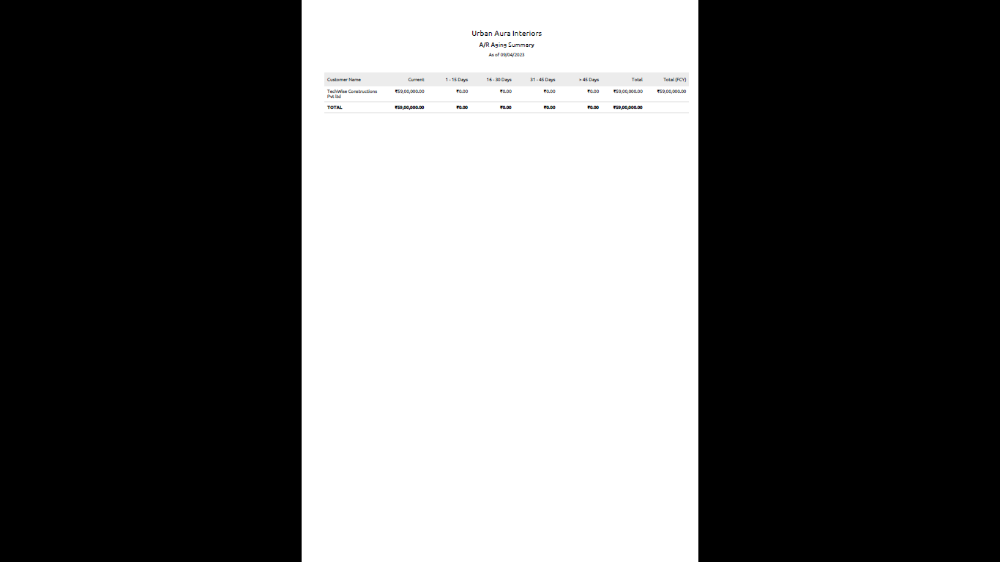 Urban Aura Interiors
A/R Aging Summary
As of 09/04/2023
Customer Name Current 1 - 15 Days 16 - 30 Days 31 - 45 Days > 45 Days Total Total (FCY)
TechWise Constructions Pvt ltd ₹59,00,000.00 ₹0.00 ₹0.00 ₹0.00 ₹0.00 ₹59,00,000.00 ₹59,00,000.00
TOTAL ₹59,00,000.00 ₹0.00 ₹0.00 ₹0.00 ₹0.00 ₹59,00,000.00